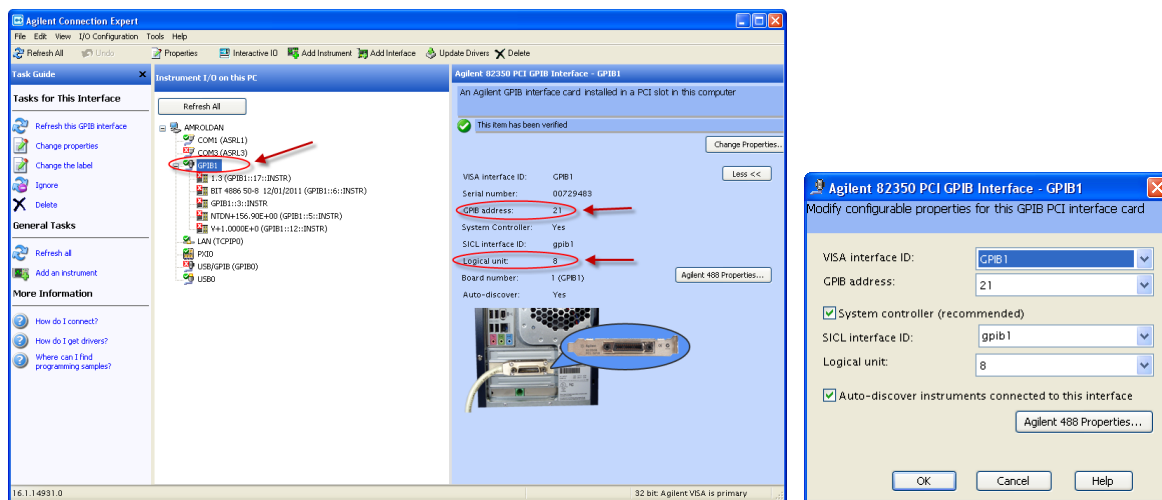 Agilent Connection Expert
File Edit View I/O Configuration Tools Help
Refresh All Undo Properties Interactive IO Add Instrument Add Interface Update Drivers Delete
Task Guide
Tasks for This Interface
Refresh this GPIB interface
Change properties
Change the label
Ignore
Delete
General Tasks
Refresh all
Add an instrument
More Information
How do I connect?
How do I get drivers?
Where can I find
programming samples?
Instrument I/O on this PC
Refresh All
AMROLDAN
COM1 (ASRL1)
COM3 (ASRL3)
GPIB1
1.3 (GPIB1::17::INSTR)
BIT 4886 50-8 12/01/2011 (GPIB1::6::INSTR)
GPIB1::3::INSTR
NTDN+156.90E+00 (GPIB1::5::INSTR)
V+1.0000E+0 (GPIB1::12::INSTR)
LAN (TCPIP0)
PXI0
USB/GPIB (GPIB0)
USB0
Agilent 82350 PCI GPIB Interface - GPIB1
An Agilent GPIB interface card installed in a PCI slot in this computer
This item has been verified
Change Properties..
Less <<
VISA interface ID: GPIB1
Serial number: 00729483
GPIB address: 21
System Controller: Yes
SICL interface ID: gpib1
Logical unit: 8
Board number: 1 (GPIB1)
Agilent 488 Properties...
Auto-discover: Yes
16.1.14931.0
32 bit: Agilent VISA is primary
Agilent 82350 PCI GPIB Interface - GPIB1
Modify configurable properties for this GPIB PCI interface card
VISA interface ID: GPIB1
GPIB address: 21
System controller (recommended)
SICL interface ID: gpib1
Logical unit: 8
Auto-discover instruments connected to this interface
Agilent 488 Properties...
OK Cancel Help